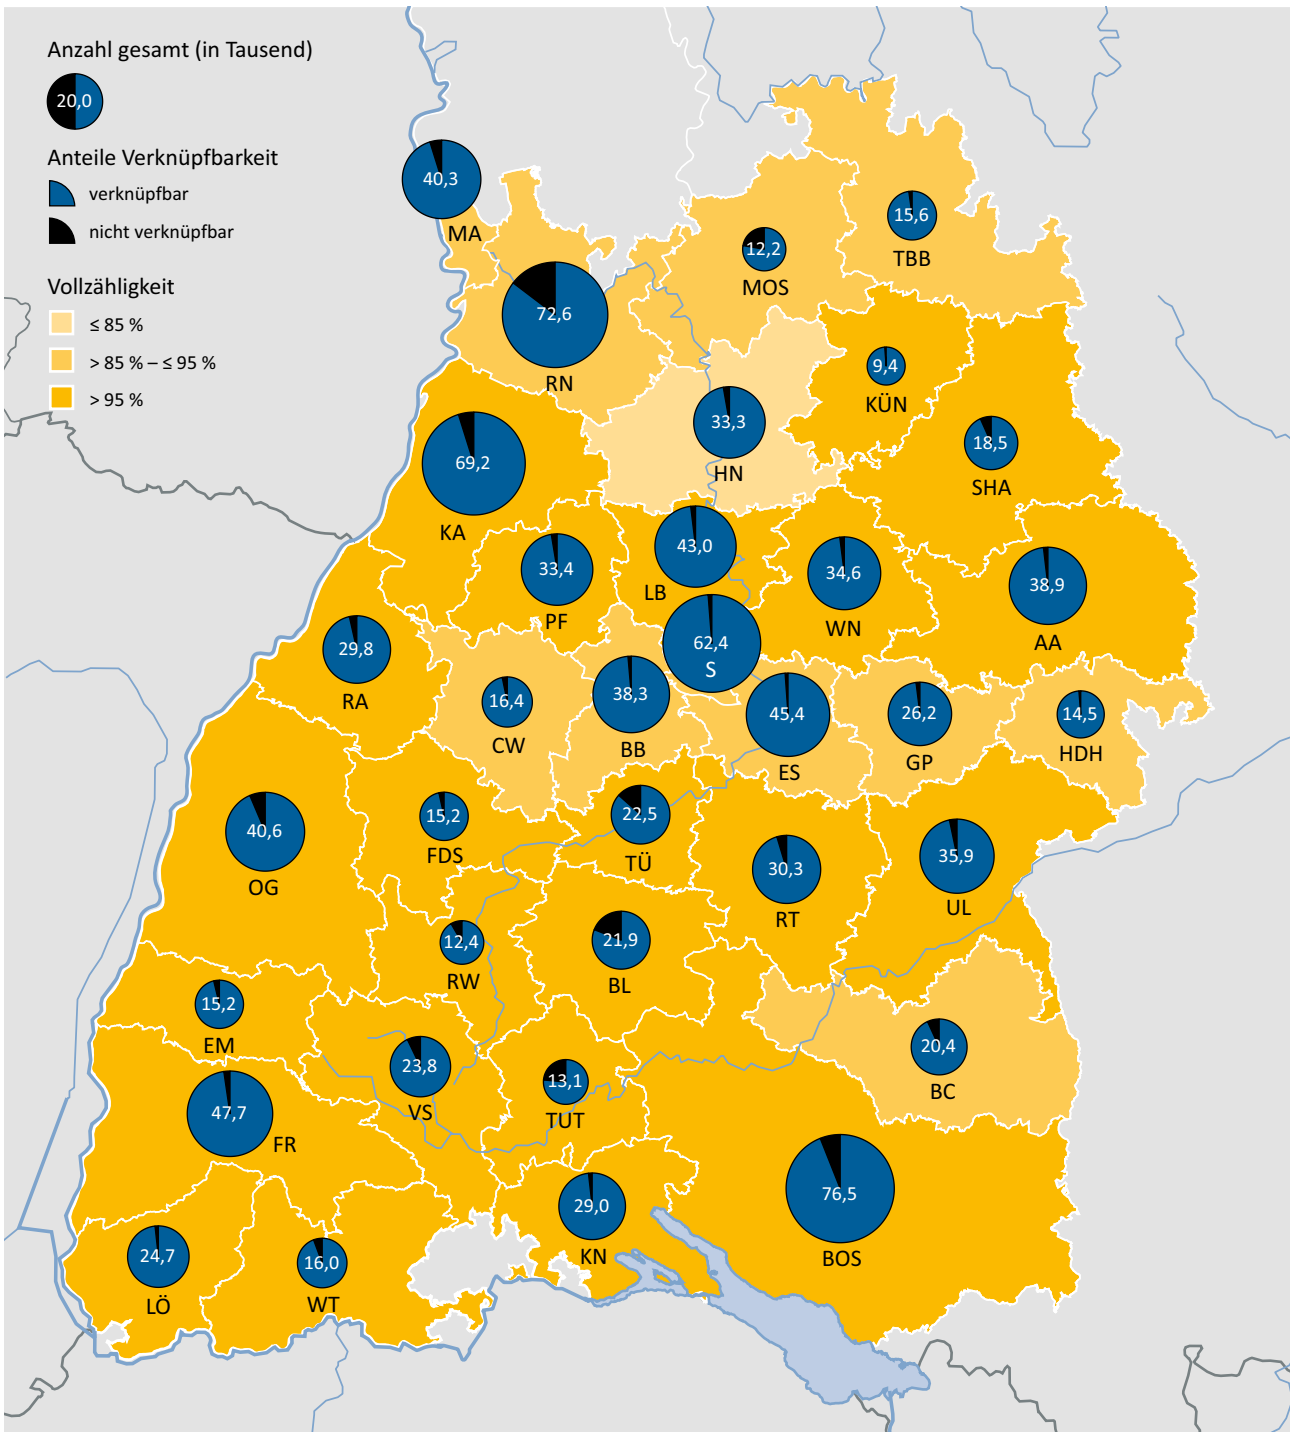 Anzahl gesamt (in Tausend)
20,0
Anteile Verknüpfbarkeit
verknüpfbar
nicht verknüpfbar
Vollzähligkeit
≤ 85 %
> 85 % – ≤ 95 %
> 95 %
40,3
MA
15,6
TBB
12,2
MOS
72,6
RN
9,4
KÜN
33,3
HN
18,5
SHA
69,2
KA
43,0
LB
33,4
PF
34,6
WN
38,9
AA
62,4
S
29,8
RA
16,4
CW
38,3
BB
45,4
ES
26,2
GP
14,5
HDH
40,6
OG
15,2
FDS
22,5
TÜ
30,3
RT
35,9
UL
12,4
RW
21,9
BL
15,2
EM
20,4
BC
23,8
VS
13,1
TUT
47,7
FR
76,5
BOS
29,0
KN
24,7
LÖ
16,0
WT